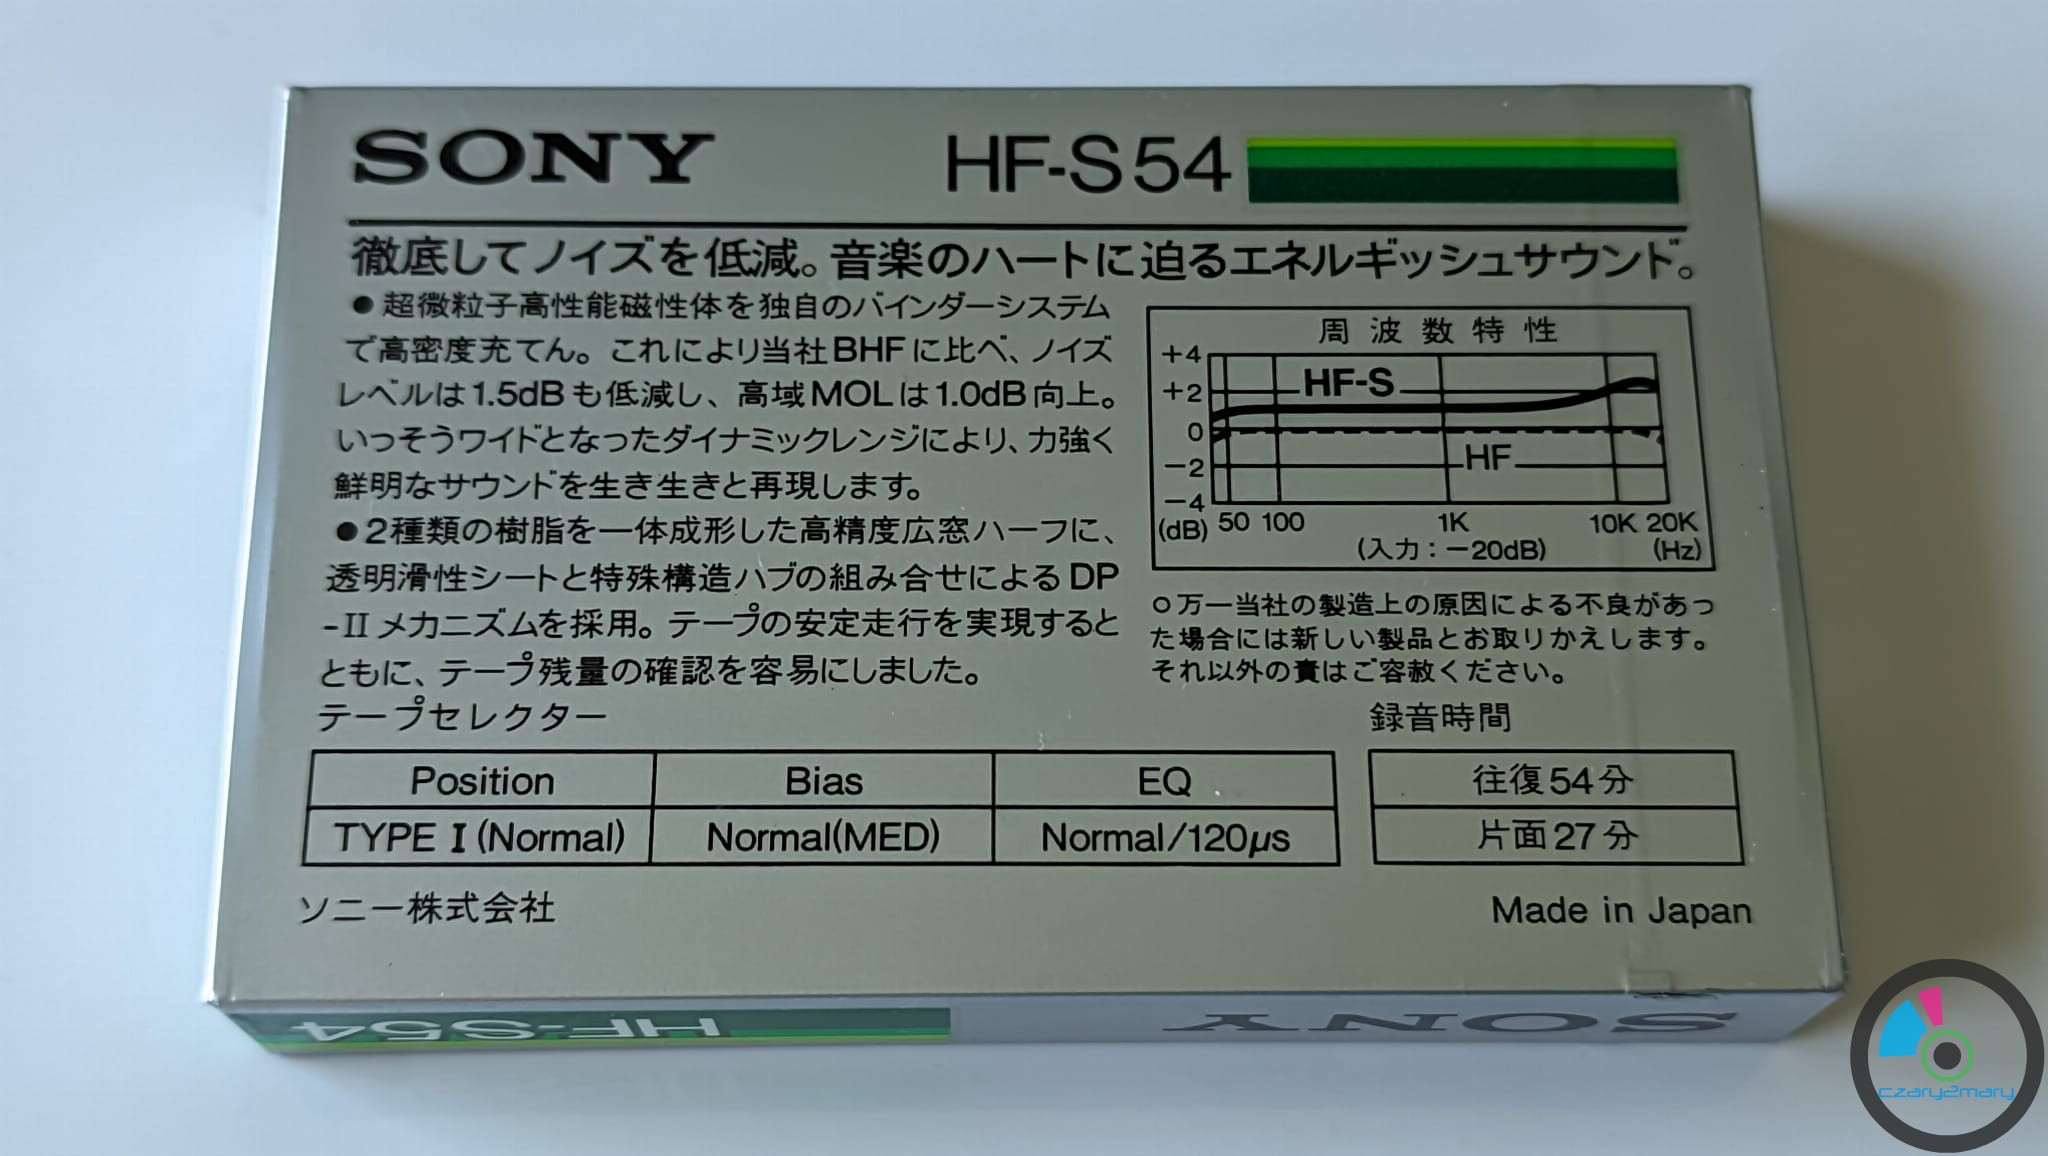 SONY HF-S54
徹底してノイズを低減。音楽のハートに迫るエネルギッシュサウンド。
●超微粒子高性能磁性体を独自のバインダーシステム
で高密度充てん。これにより当社BHFに比べ、ノイズ
レベルは1.5dBも低減し、高域MOLは1.0dB向上。
いっそうワイドとなったダイナミックレンジにより、力強く
鮮明なサウンドを生き生きと再現します。
●2種類の樹脂を一体成形した高精度広窓ハーフに、
透明滑性シートと特殊構造ハブの組み合せによるDP
-IIメカニズムを採用。テープの安定走行を実現すると
ともに、テープ残量の確認を容易にしました。
周波数特性
+4
+2
0
-2
-4
(dB)
HF-S
HF
50 100 1K 10K 20K
(入力：-20dB) (Hz)
○万一当社の製造上の原因による不良があっ
た場合には新しい製品とお取りかえします。
それ以外の責はご容赦ください。
テープセレクター
Position Bias EQ
TYPE I (Normal) Normal(MED) Normal/120μs
録音時間
往復54分
片面27分
ソニー株式会社
Made in Japan
HF-S54 SONY
czary2mary